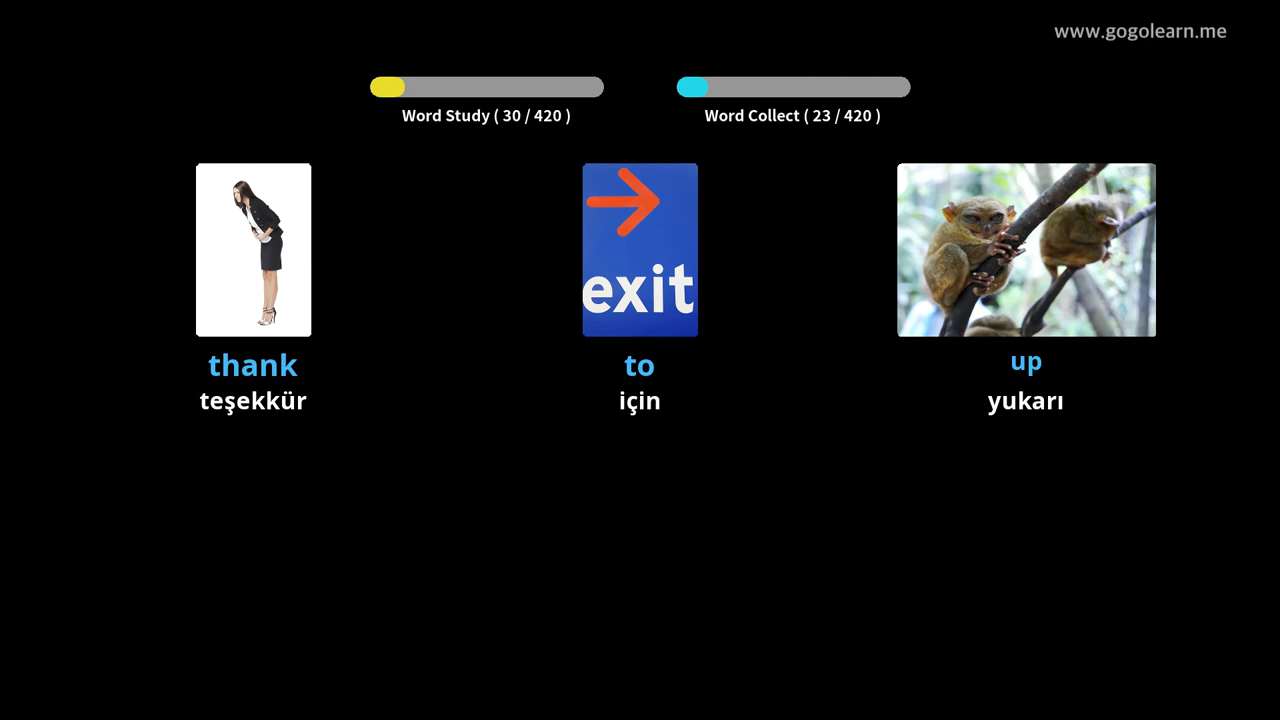 www.gogolearn.me
Word Study ( 30 / 420 )
Word Collect ( 23 / 420 )
exit
thank
to
up
teşekkür
için
yukarı